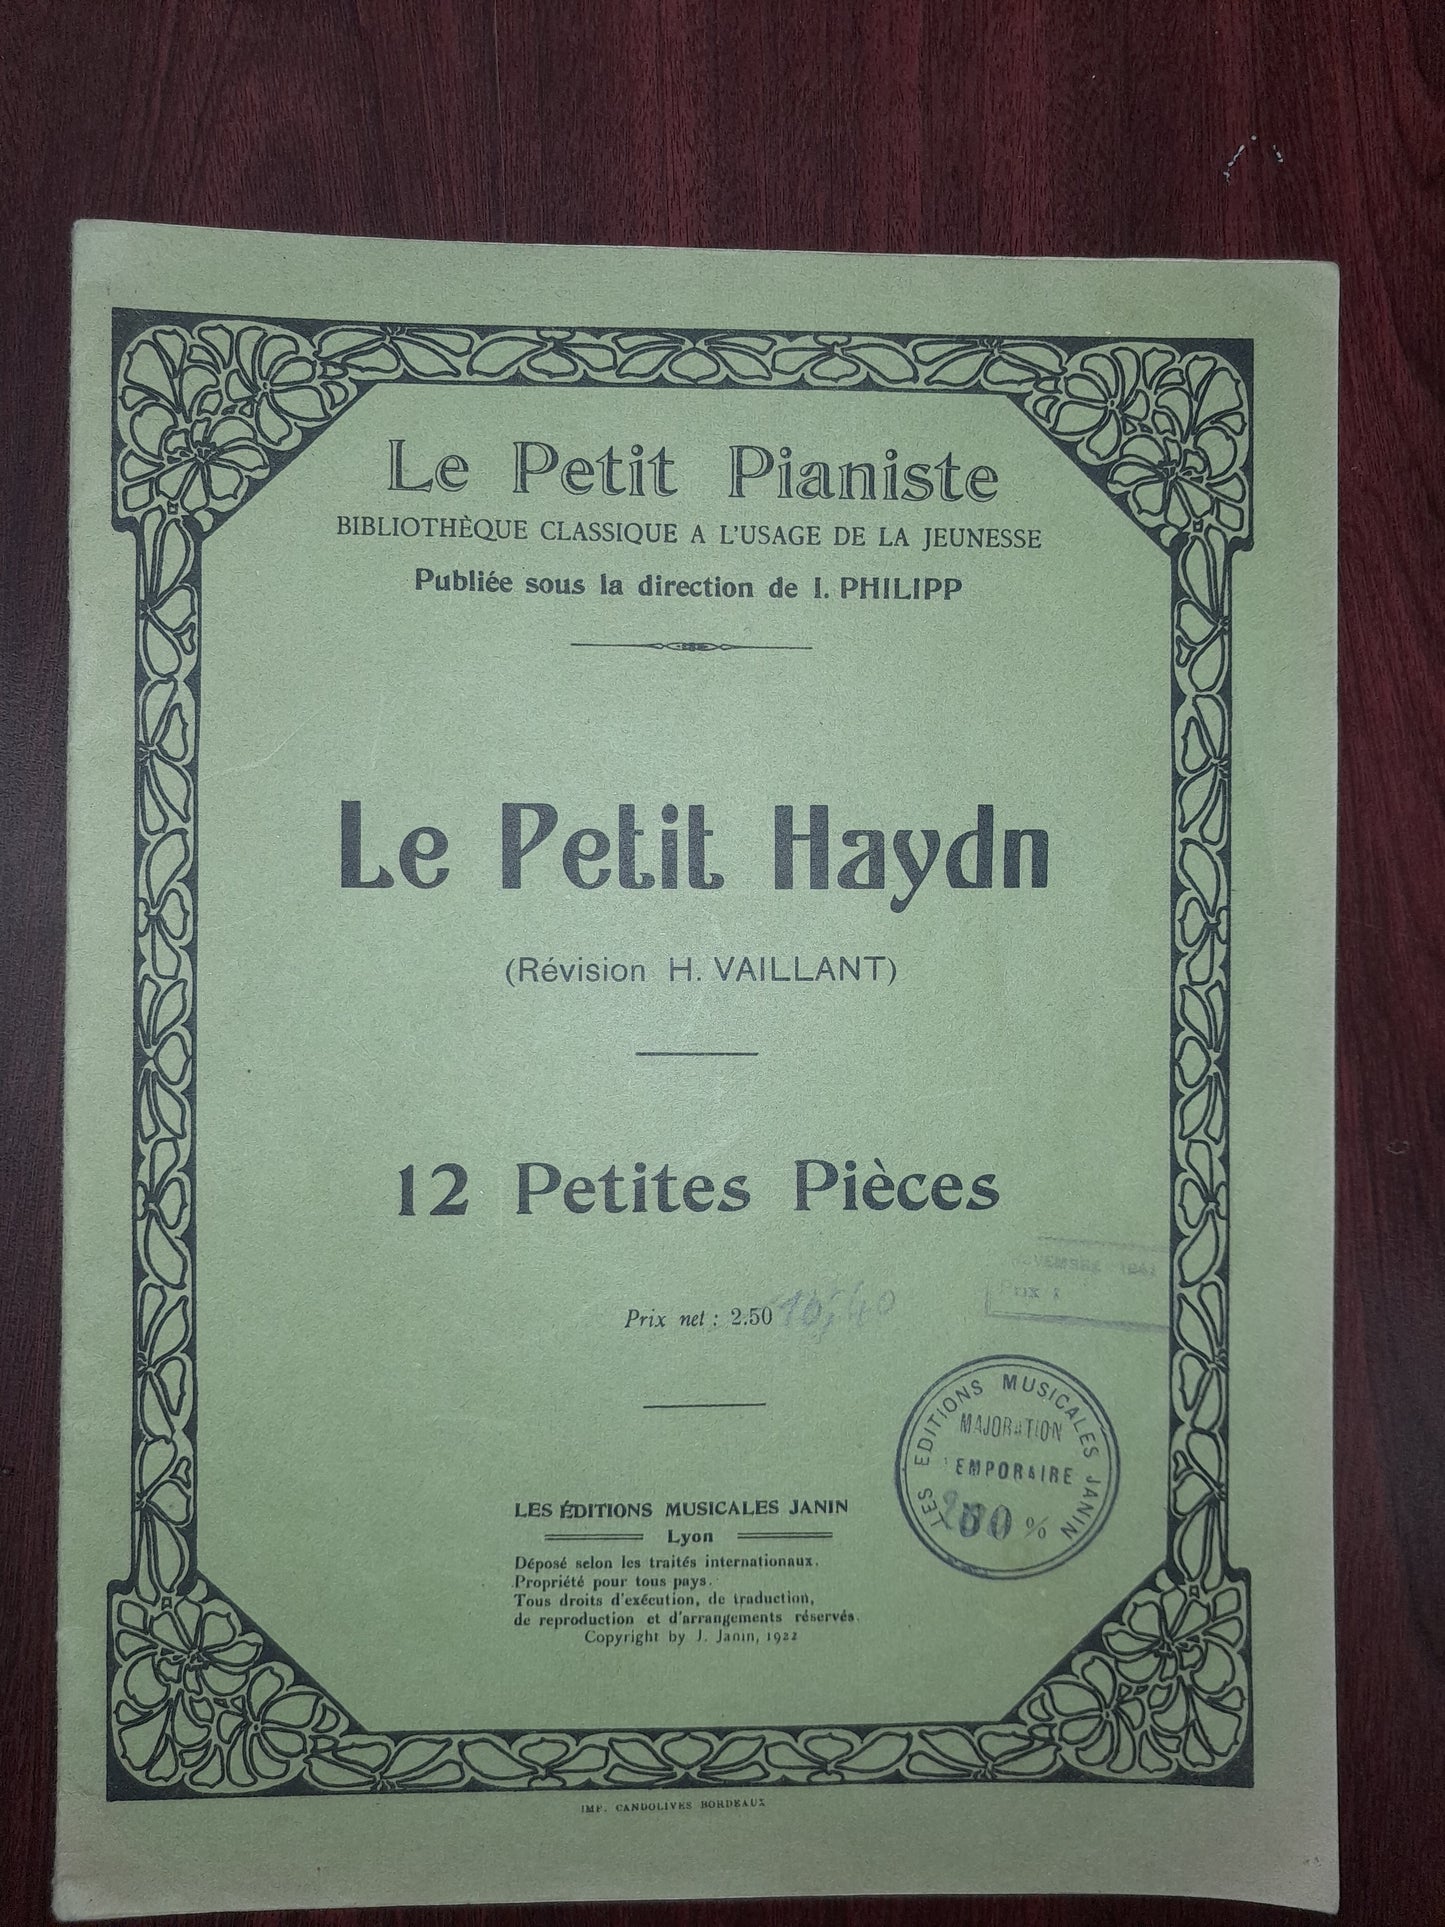 Le Petit Pianiste
BIBLIOTHÈQUE CLASSIQUE A L'USAGE DE LA JEUNESSE
Publiée sous la direction de I. PHILIPP
Le Petit Haydn
(Révision H. VAILLANT)
12 Petites Pièces
Prix :
Prix net : 2.50
LES EDITIONS MUSICALES JANIN
MAJORATION
EMPORAIRE
%
LES ÉDITIONS MUSICALES JANIN
Lyon
Déposé selon les traités internationaux.
Propriété pour tous pays.
Tous droits d'exécution, de traduction,
de reproduction et d'arrangements réservés.
Copyright by J. Janin, 1922
IMP. CANDOLIVES BORDEAUX